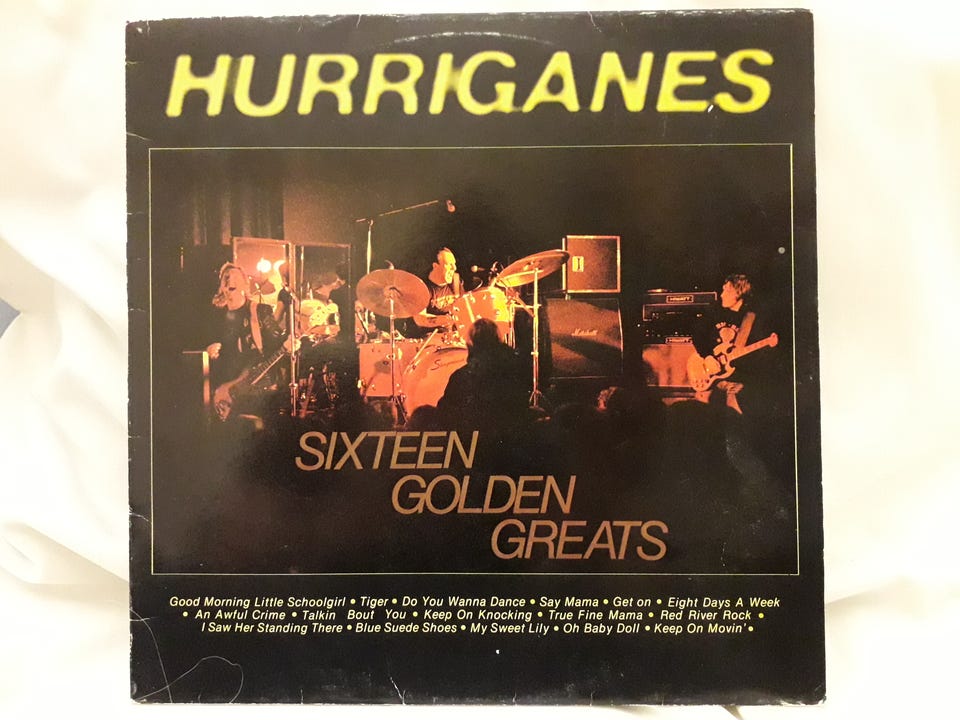 HURRIGANES
HIWATT
Marshall
SIXTEEN
GOLDEN
GREATS
Good Morning Little Schoolgirl • Tiger • Do You Wanna Dance • Say Mama • Get on • Eight Days A Week
• An Awful Crime • Talkin Bout You • Keep On Knocking • True Fine Mama • Red River Rock •
I Saw Her Standing There • Blue Suede Shoes • My Sweet Lily • Oh Baby Doll • Keep On Movin' •